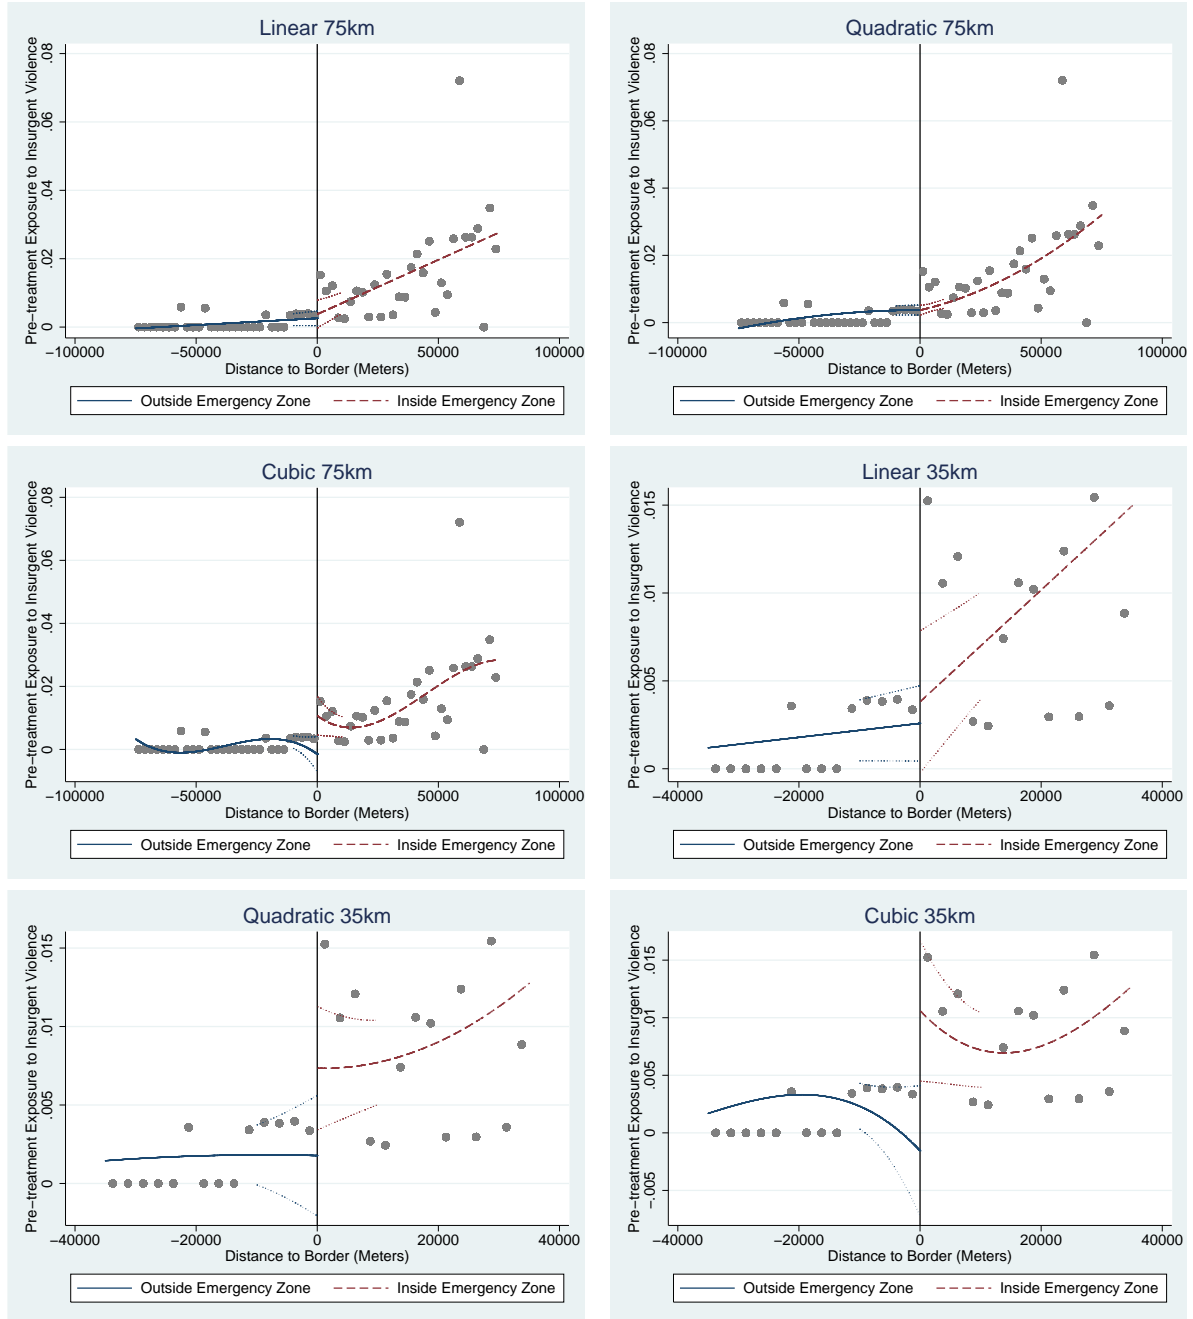 Linear 75km
Pre−treatment Exposure to Insurgent Violence
.08
.06
.04
.02
0
−100000 −50000 0 50000 100000
Distance to Border (Meters)
Outside Emergency Zone Inside Emergency Zone
Quadratic 75km
Pre−treatment Exposure to Insurgent Violence
.08
.06
.04
.02
0
−100000 −50000 0 50000 100000
Distance to Border (Meters)
Outside Emergency Zone Inside Emergency Zone
Cubic 75km
Pre−treatment Exposure to Insurgent Violence
.08
.06
.04
.02
0
−100000 −50000 0 50000 100000
Distance to Border (Meters)
Outside Emergency Zone Inside Emergency Zone
Linear 35km
Pre−treatment Exposure to Insurgent Violence
.015
.01
.005
0
−40000 −20000 0 20000 40000
Distance to Border (Meters)
Outside Emergency Zone Inside Emergency Zone
Quadratic 35km
Pre−treatment Exposure to Insurgent Violence
.015
.01
.005
0
−40000 −20000 0 20000 40000
Distance to Border (Meters)
Outside Emergency Zone Inside Emergency Zone
Cubic 35km
Pre−treatment Exposure to Insurgent Violence
.015
.01
.005
0
−.005
−40000 −20000 0 20000 40000
Distance to Border (Meters)
Outside Emergency Zone Inside Emergency Zone